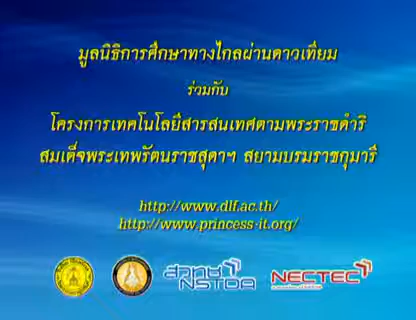 มูลนิธิการศึกษาทางไกลผ่านดาวเทียม
ร่วมกับ
โครงการเทคโนโลยีสารสนเทศตามพระราชดำริ
สมเด็จพระเทพรัตนราชสุดาฯ สยามบรมราชกุมารี
http://www.dlf.ac.th/
http://www.princess-it.org/
สวทช NECTEC
NSTDA